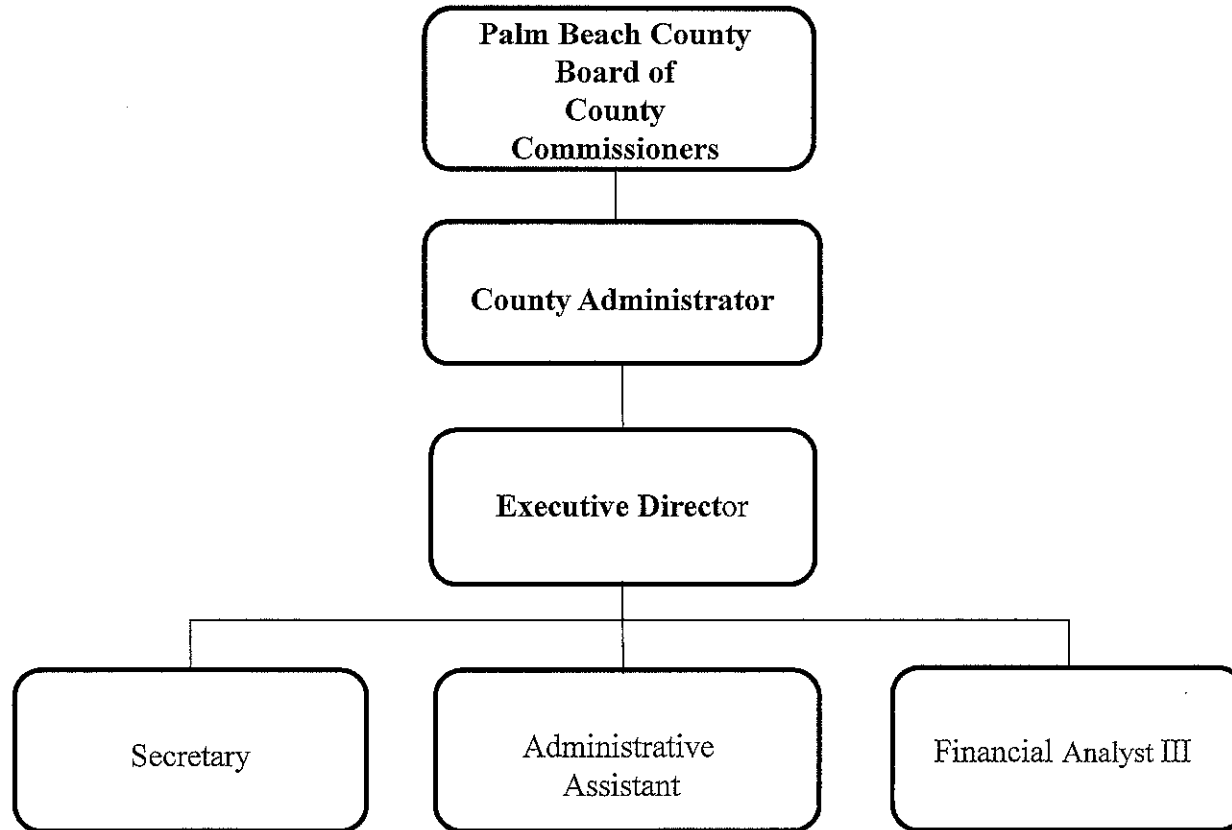 Palm Beach County
Board of
County
Commissioners
County Administrator
Executive Director
Secretary
Administrative
Assistant
Financial Analyst III